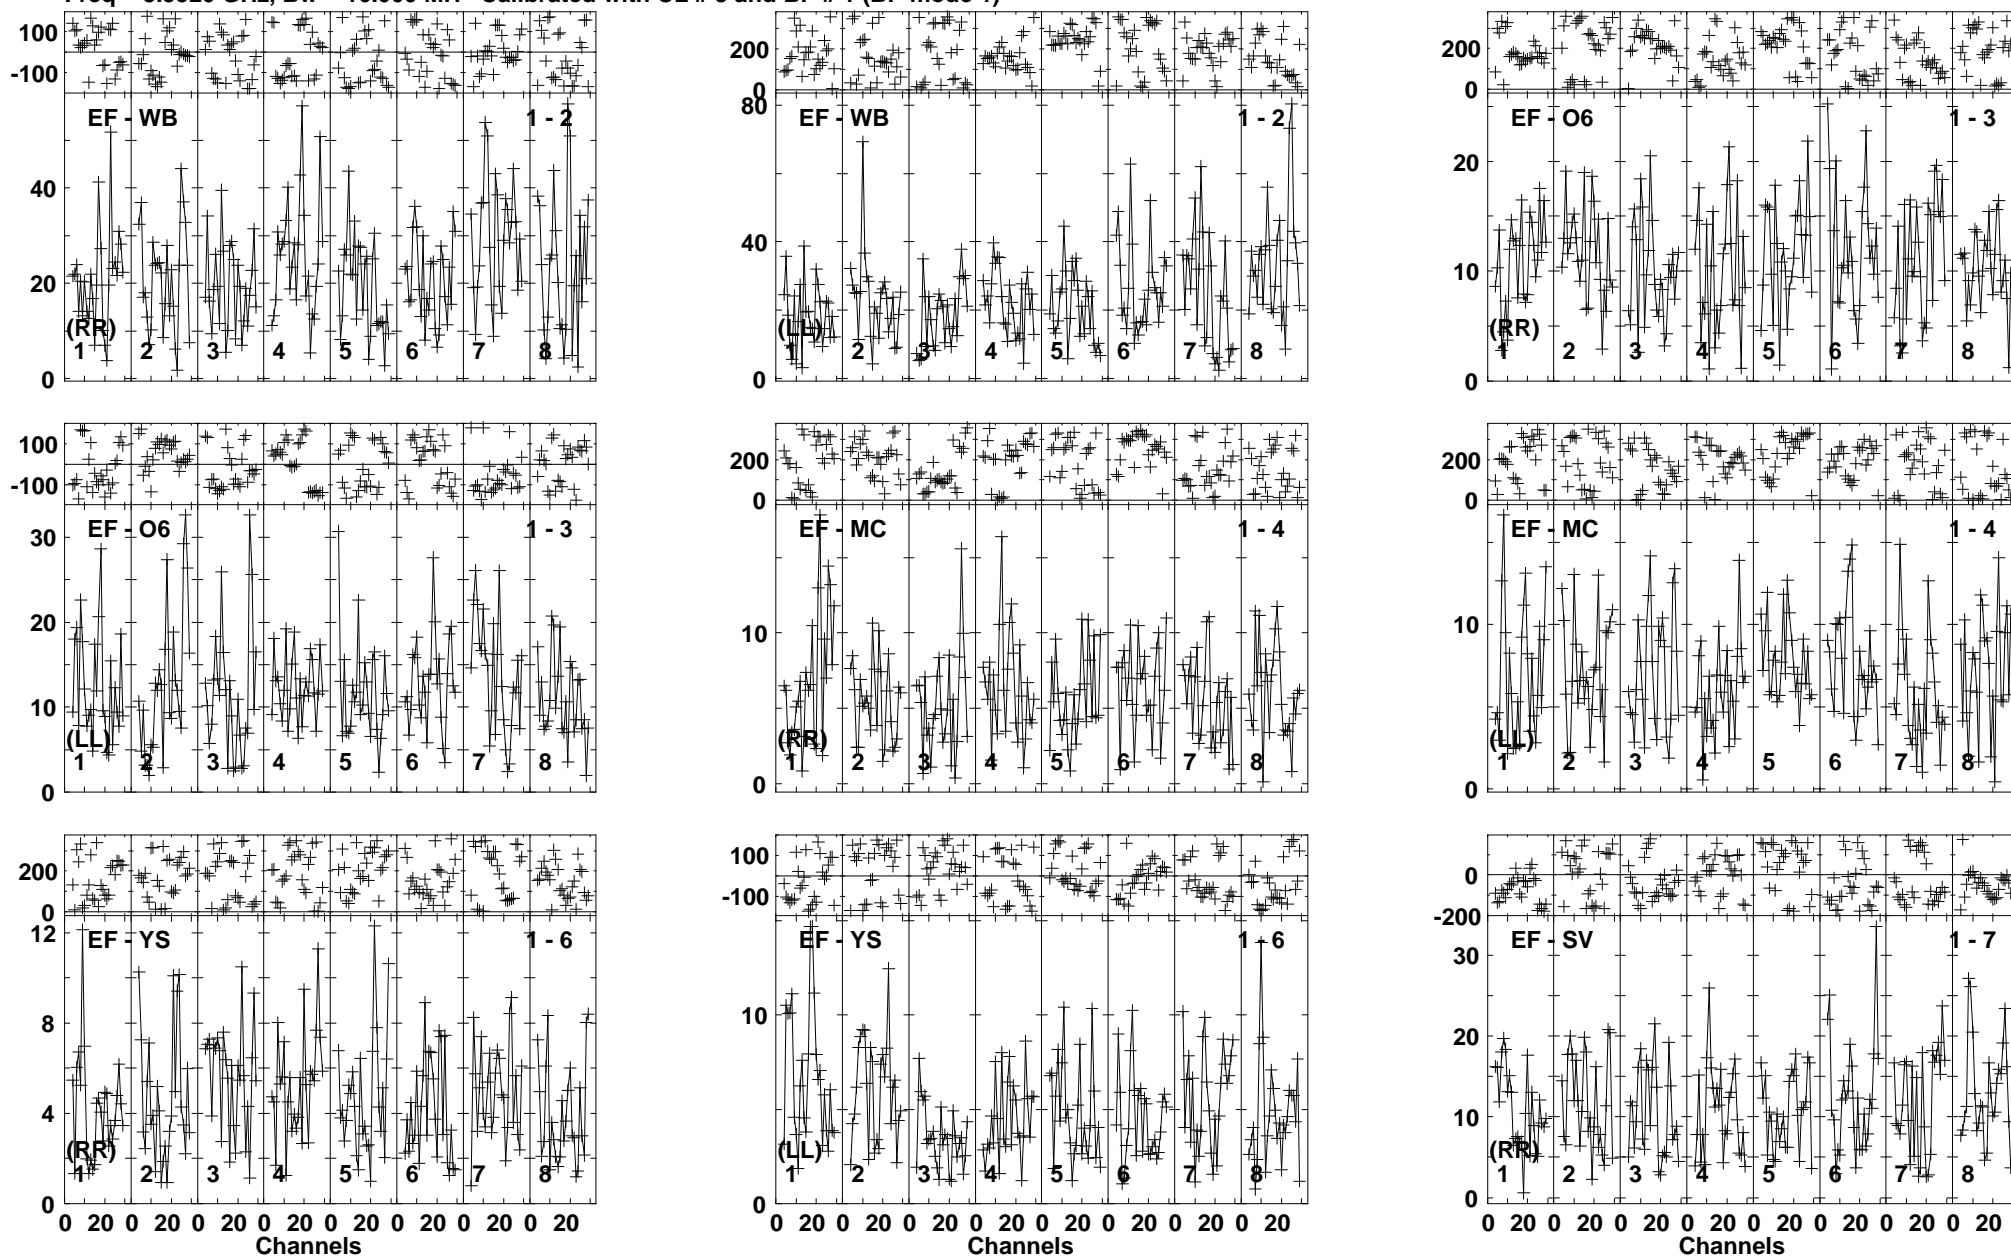 100 -100 200 0 200 0
EF - WB 1 - 2
40 20 0
(RR)
1 2 3 4 5 6 7 8
EF - WB 1 - 2
80 40 0
(LL)
1 2 3 4 5 6 7 8
EF - O6 1 - 3
20 10 0
(RR)
1 2 3 4 5 6 7 8
100 -100 200 0 200 0
EF - O6 1 - 3
30 20 10 0
(LL)
1 2 3 4 5 6 7 8
EF - MC 1 - 4
10 0
(RR)
1 2 3 4 5 6 7 8
EF - MC 1 - 4
10 0
(LL)
1 2 3 4 5 6 7 8
200 0 100 -100 0 -200
EF - YS 1 - 6
12 8 4 0
(RR)
1 2 3 4 5 6 7 8
EF - YS 1 - 6
10 0
(LL)
1 2 3 4 5 6 7 8
EF - SV 1 - 7
30 20 10 0
(RR)
1 2 3 4 5 6 7 8
0 20 0 20 0 20 0 20 0 20 0 20 0 20 0 20
Channels
0 20 0 20 0 20 0 20 0 20 0 20 0 20 0 20
Channels
0 20 0 20 0 20 0 20 0 20 0 20 0 20 0 20
Channels